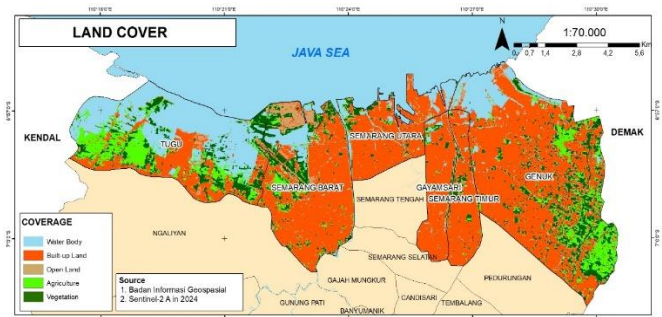 LAND COVER
JAVA SEA
N
1:70.000
Km
0 0,7 1,4 2,8 4,2 5,6
KENDAL
DEMAK
TUGU
SEMARANG UTARA
SEMARANG BARAT
GAYAMSARI
GENUK
SEMARANG TENGAH
SEMARANG TIMUR
NGALIYAN
SEMARANG SELATAN
PEDURUNGAN
GAJAH MUNGKUR
CANDISARI
TEMBALANG
GUNUNG PATI
BANYUMANIK
COVERAGE
Water Body
Built-up Land
Open Land
Agriculture
Vegetation
Source
1. Badan Informasi Geospasial
2. Sentinel-2 A in 2024